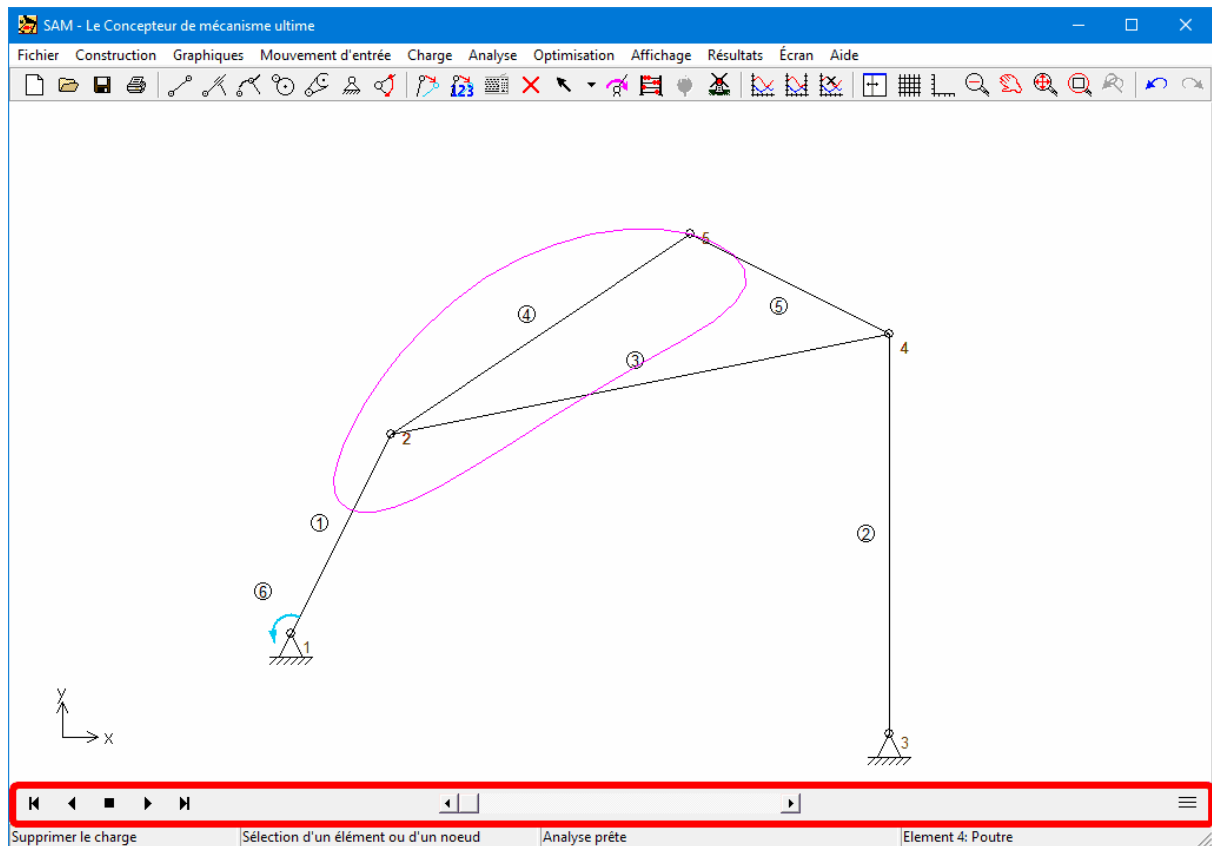 SAM - Le Concepteur de mécanisme ultime
Fichier Construction Graphiques Mouvement d'entrée Charge Analyse Optimisation Affichage Résultats Écran Aide
123
5
4
5
3
4
2
1
2
6
1
y
x
3
Supprimer le charge Sélection d'un élément ou d'un noeud Analyse prête Element 4: Poutre